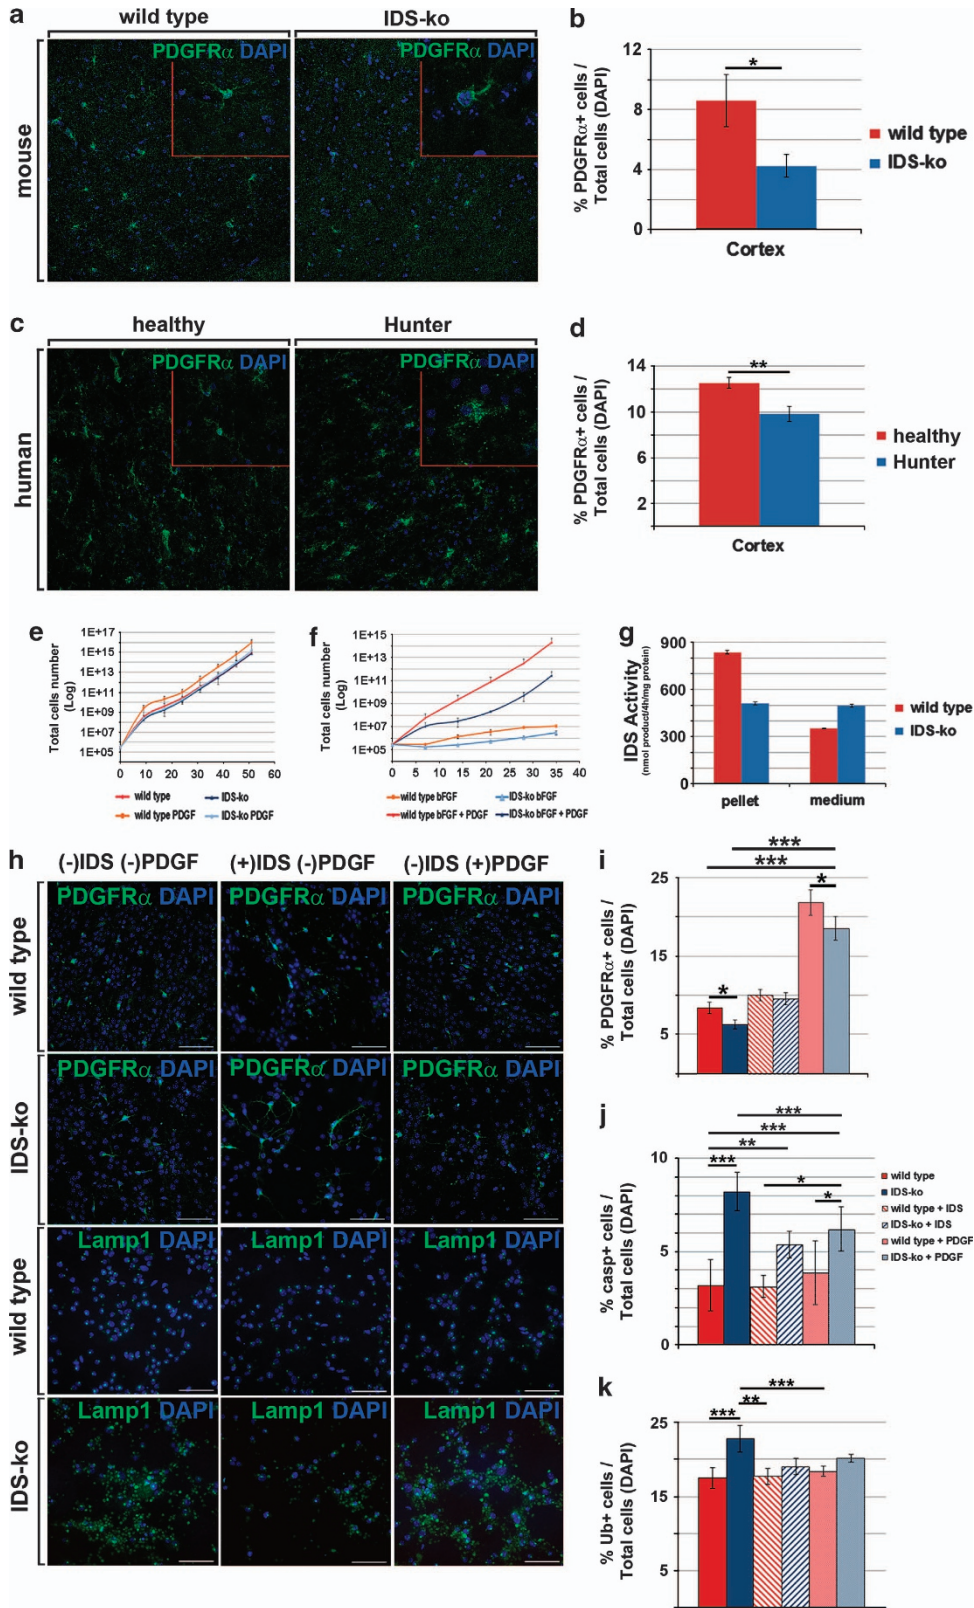 a
wild type
IDS-ko
mouse
PDGFRα DAPI
PDGFRα DAPI
b
% PDGFRα+ cells /
Total cells (DAPI)
12
8
4
0
*
Cortex
wild type
IDS-ko
c
healthy
Hunter
human
PDGFRα DAPI
PDGFRα DAPI
d
% PDGFRα+ cells /
Total cells (DAPI)
14
10
6
2
**
Cortex
healthy
Hunter
e
Total cells number
(Log)
1E+17
1E+15
1E+13
1E+11
1E+09
1E+07
1E+05
0 10 20 30 40 50 60
wild type
IDS-ko
wild type PDGF
IDS-ko PDGF
f
Total cells number
(Log)
1E+15
1E+13
1E+11
1E+09
1E+07
1E+05
0 5 10 15 20 25 30 35 40
wild type bFGF
IDS-ko bFGF
wild type bFGF + PDGF
IDS-ko bFGF + PDGF
g
IDS Activity
(nmol product/4h/mg protein)
900
600
300
0
pellet
medium
wild type
IDS-ko
h
(-)IDS (-)PDGF
(+)IDS (-)PDGF
(-)IDS (+)PDGF
wild type
PDGFRα DAPI
PDGFRα DAPI
PDGFRα DAPI
IDS-ko
PDGFRα DAPI
PDGFRα DAPI
PDGFRα DAPI
wild type
Lamp1 DAPI
Lamp1 DAPI
Lamp1 DAPI
IDS-ko
Lamp1 DAPI
Lamp1 DAPI
Lamp1 DAPI
i
% PDGFRα+ cells /
Total cells (DAPI)
25
15
5
***
***
*
*
j
% casp+ cells /
Total cells (DAPI)
10
5
0
***
***
**
***
*
*
wild type
IDS-ko
wild type + IDS
IDS-ko + IDS
wild type + PDGF
IDS-ko + PDGF
k
% Ub+ cells /
Total cells (DAPI)
25
15
5
***
***
**